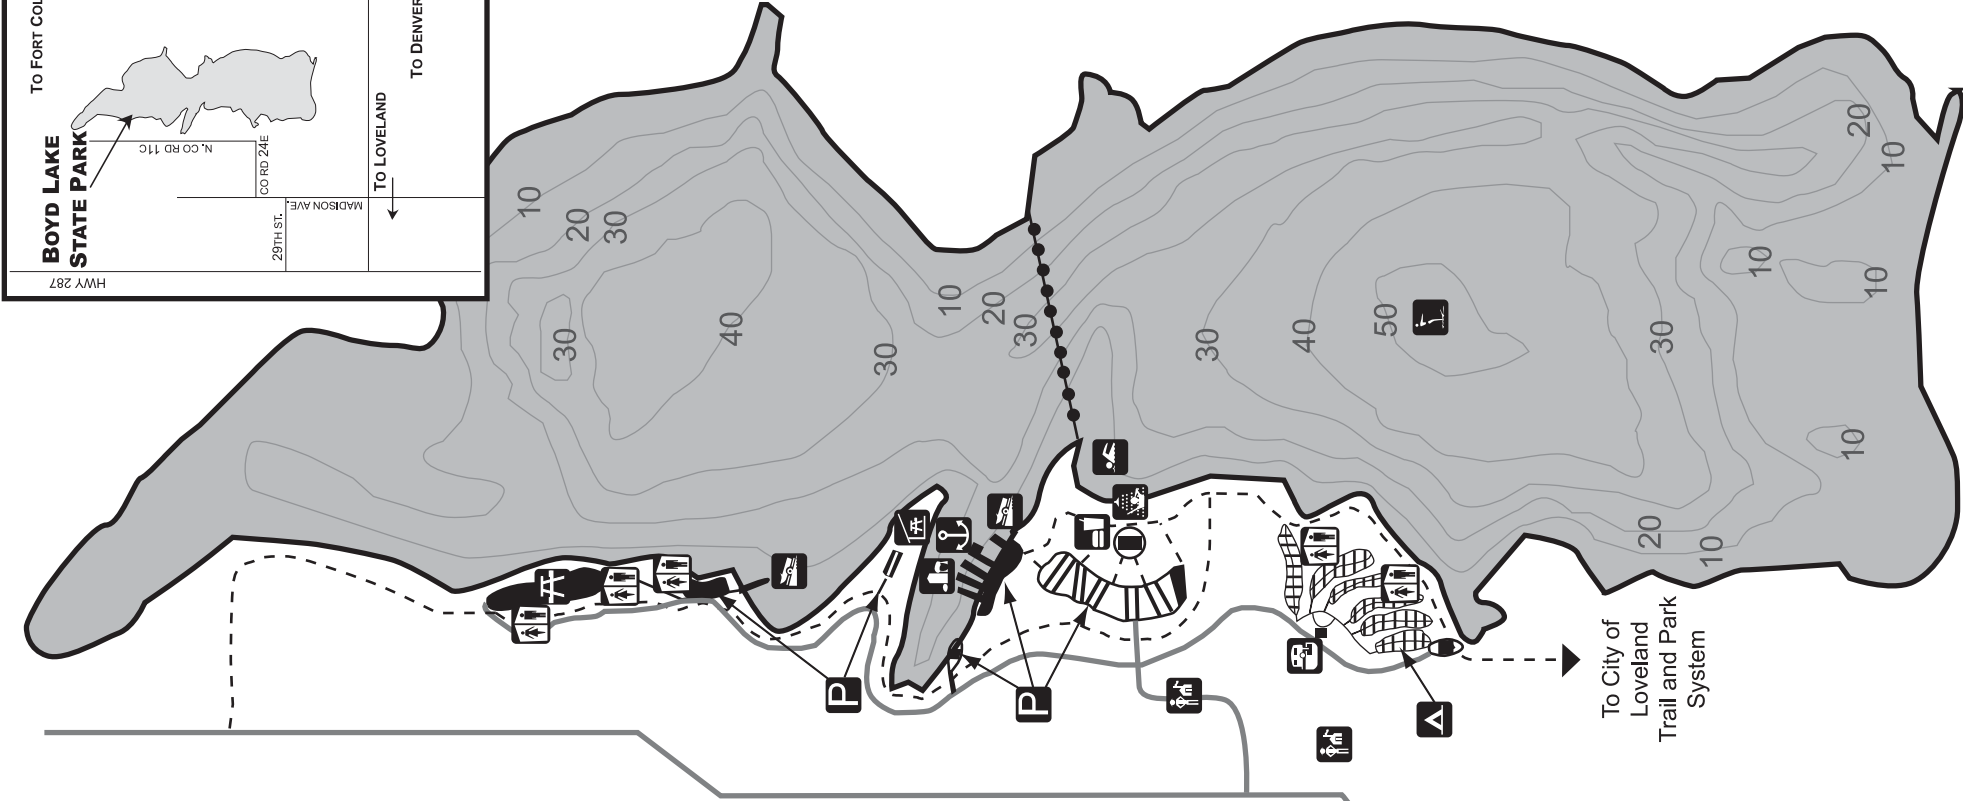 TO FORT COL
TO DENVER
BOYD LAKE
STATE PARK
N. CO RD 11C
CO RD 24E
TO LOVELAND
29TH ST.
MADISON AVE.
HWY 287
10
20
30
30
40
30
10
20
30
30
40
50
30
20
10
10
10
10
20
10
P
P
To City of
Loveland
Trail and Park
System